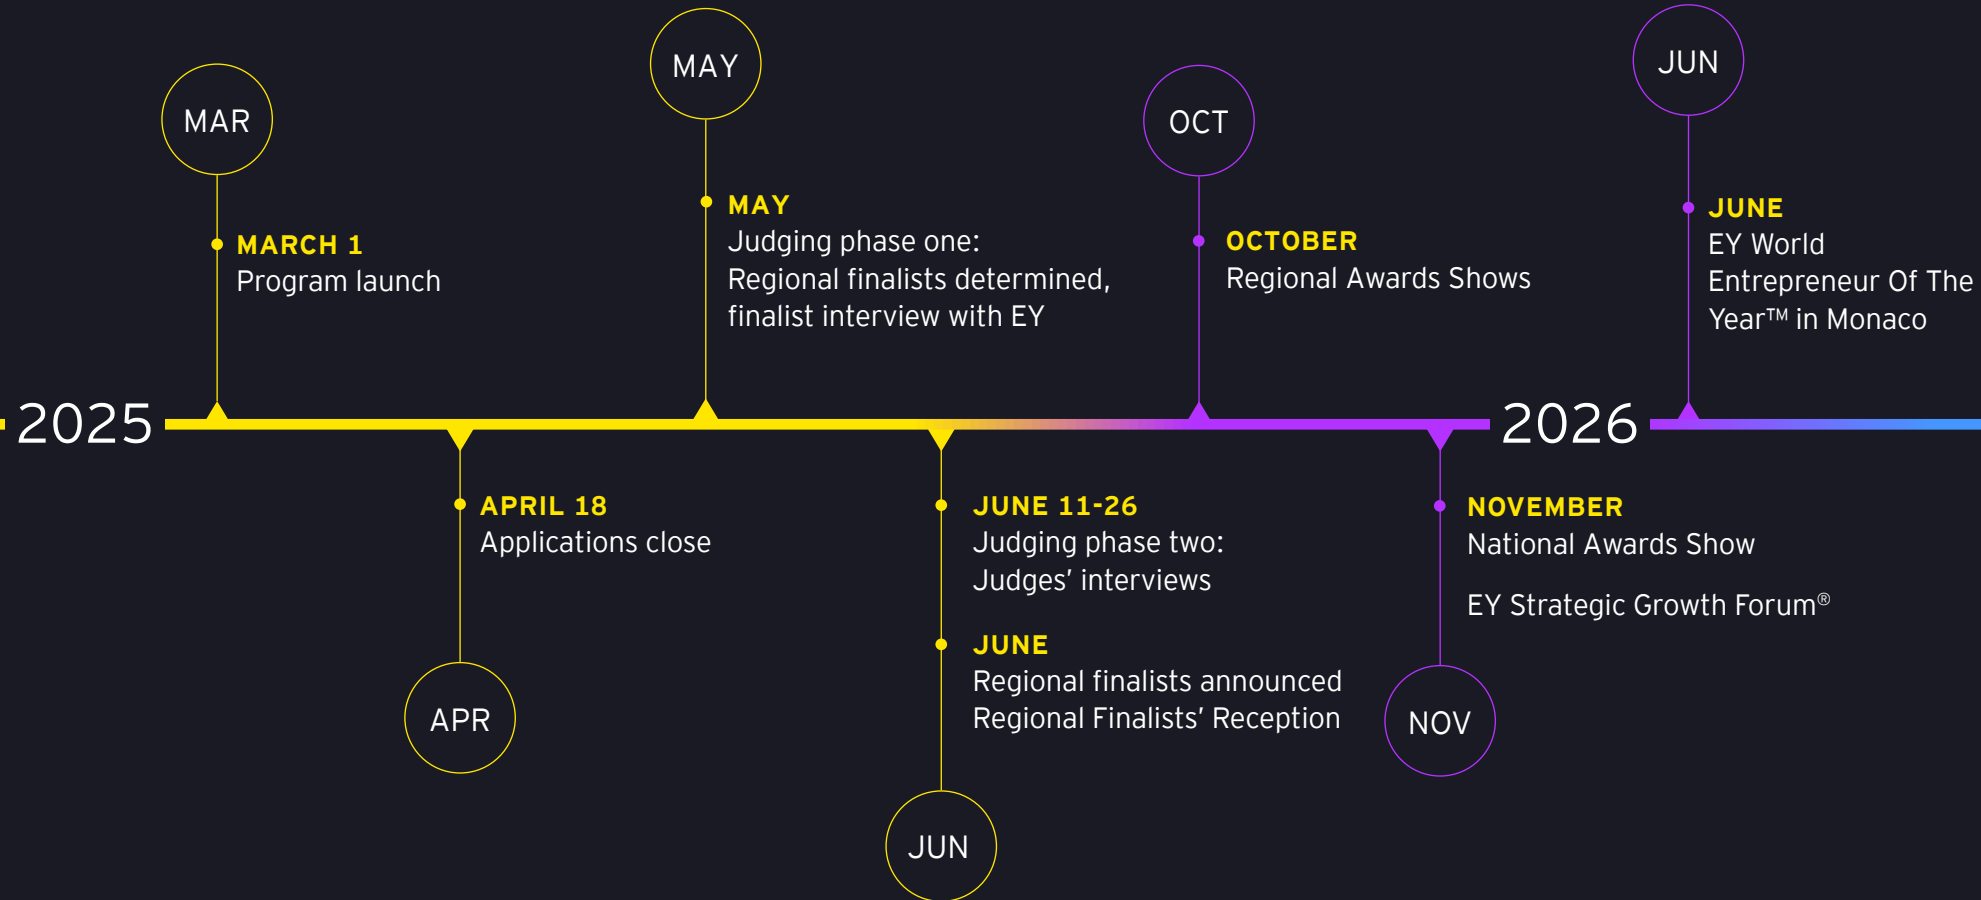 MAR
MARCH 1
Program launch
MAY
MAY
Judging phase one:
Regional finalists determined,
finalist interview with EY
OCT
OCTOBER
Regional Awards Shows
JUN
JUNE
EY World
Entrepreneur Of The
Year™ in Monaco
2025
2026
APRIL 18
Applications close
APR
JUNE 11-26
Judging phase two:
Judges’ interviews
JUNE
Regional finalists announced
Regional Finalists’ Reception
JUN
NOVEMBER
National Awards Show
EY Strategic Growth Forum®
NOV